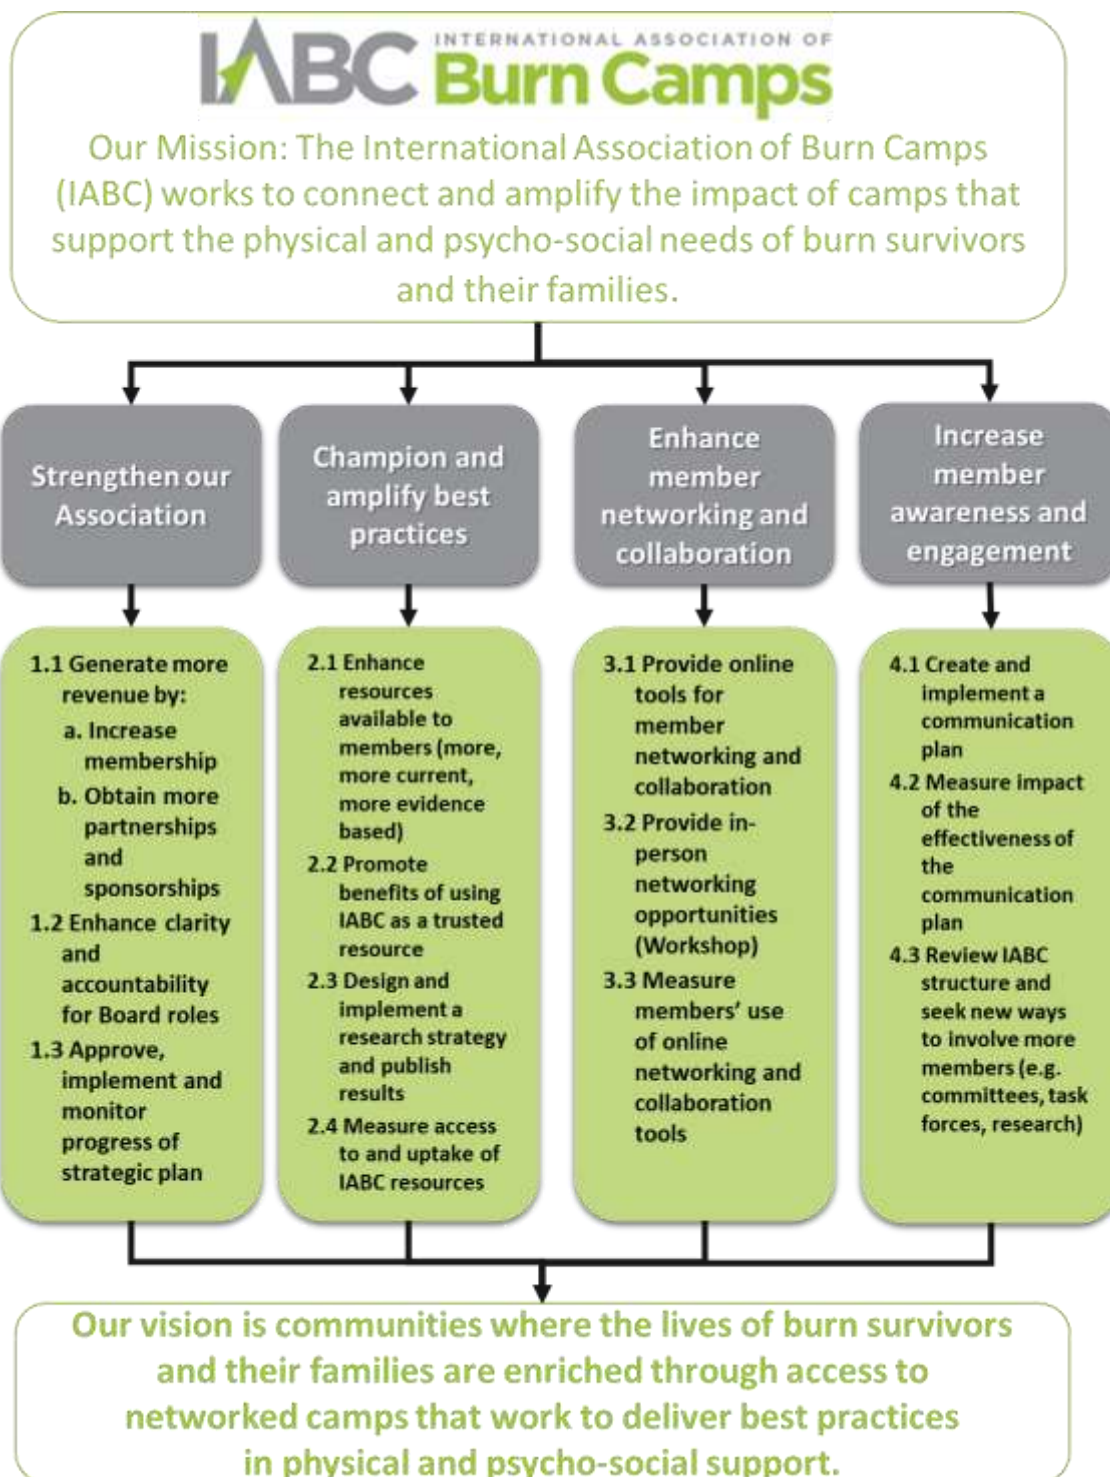 IABC INTERNATIONAL ASSOCIATION OF
Burn Camps
Our Mission: The International Association of Burn Camps
(IABC) works to connect and amplify the impact of camps that
support the physical and psycho-social needs of burn survivors
and their families.
Strengthen our
Association
Champion and
amplify best
practices
Enhance
member
networking and
collaboration
Increase
member
awareness and
engagement
1.1 Generate more
revenue by:
a. Increase
membership
b. Obtain more
partnerships
and
sponsorships
1.2 Enhance clarity
and
accountability
for Board roles
1.3 Approve,
implement and
monitor
progress of
strategic plan
2.1 Enhance
resources
available to
members (more,
more current,
more evidence
based)
2.2 Promote
benefits of using
IABC as a trusted
resource
2.3 Design and
implement a
research strategy
and publish
results
2.4 Measure access
to and uptake of
IABC resources
3.1 Provide online
tools for
member
networking and
collaboration
3.2 Provide in-
person
networking
opportunities
(Workshop)
3.3 Measure
members' use
of online
networking and
collaboration
tools
4.1 Create and
implement a
communication
plan
4.2 Measure impact
of the
effectiveness of
the
communication
plan
4.3 Review IABC
structure and
seek new ways
to involve more
members (e.g.
committees, task
forces, research)
Our vision is communities where the lives of burn survivors
and their families are enriched through access to
networked camps that work to deliver best practices
in physical and psycho-social support.